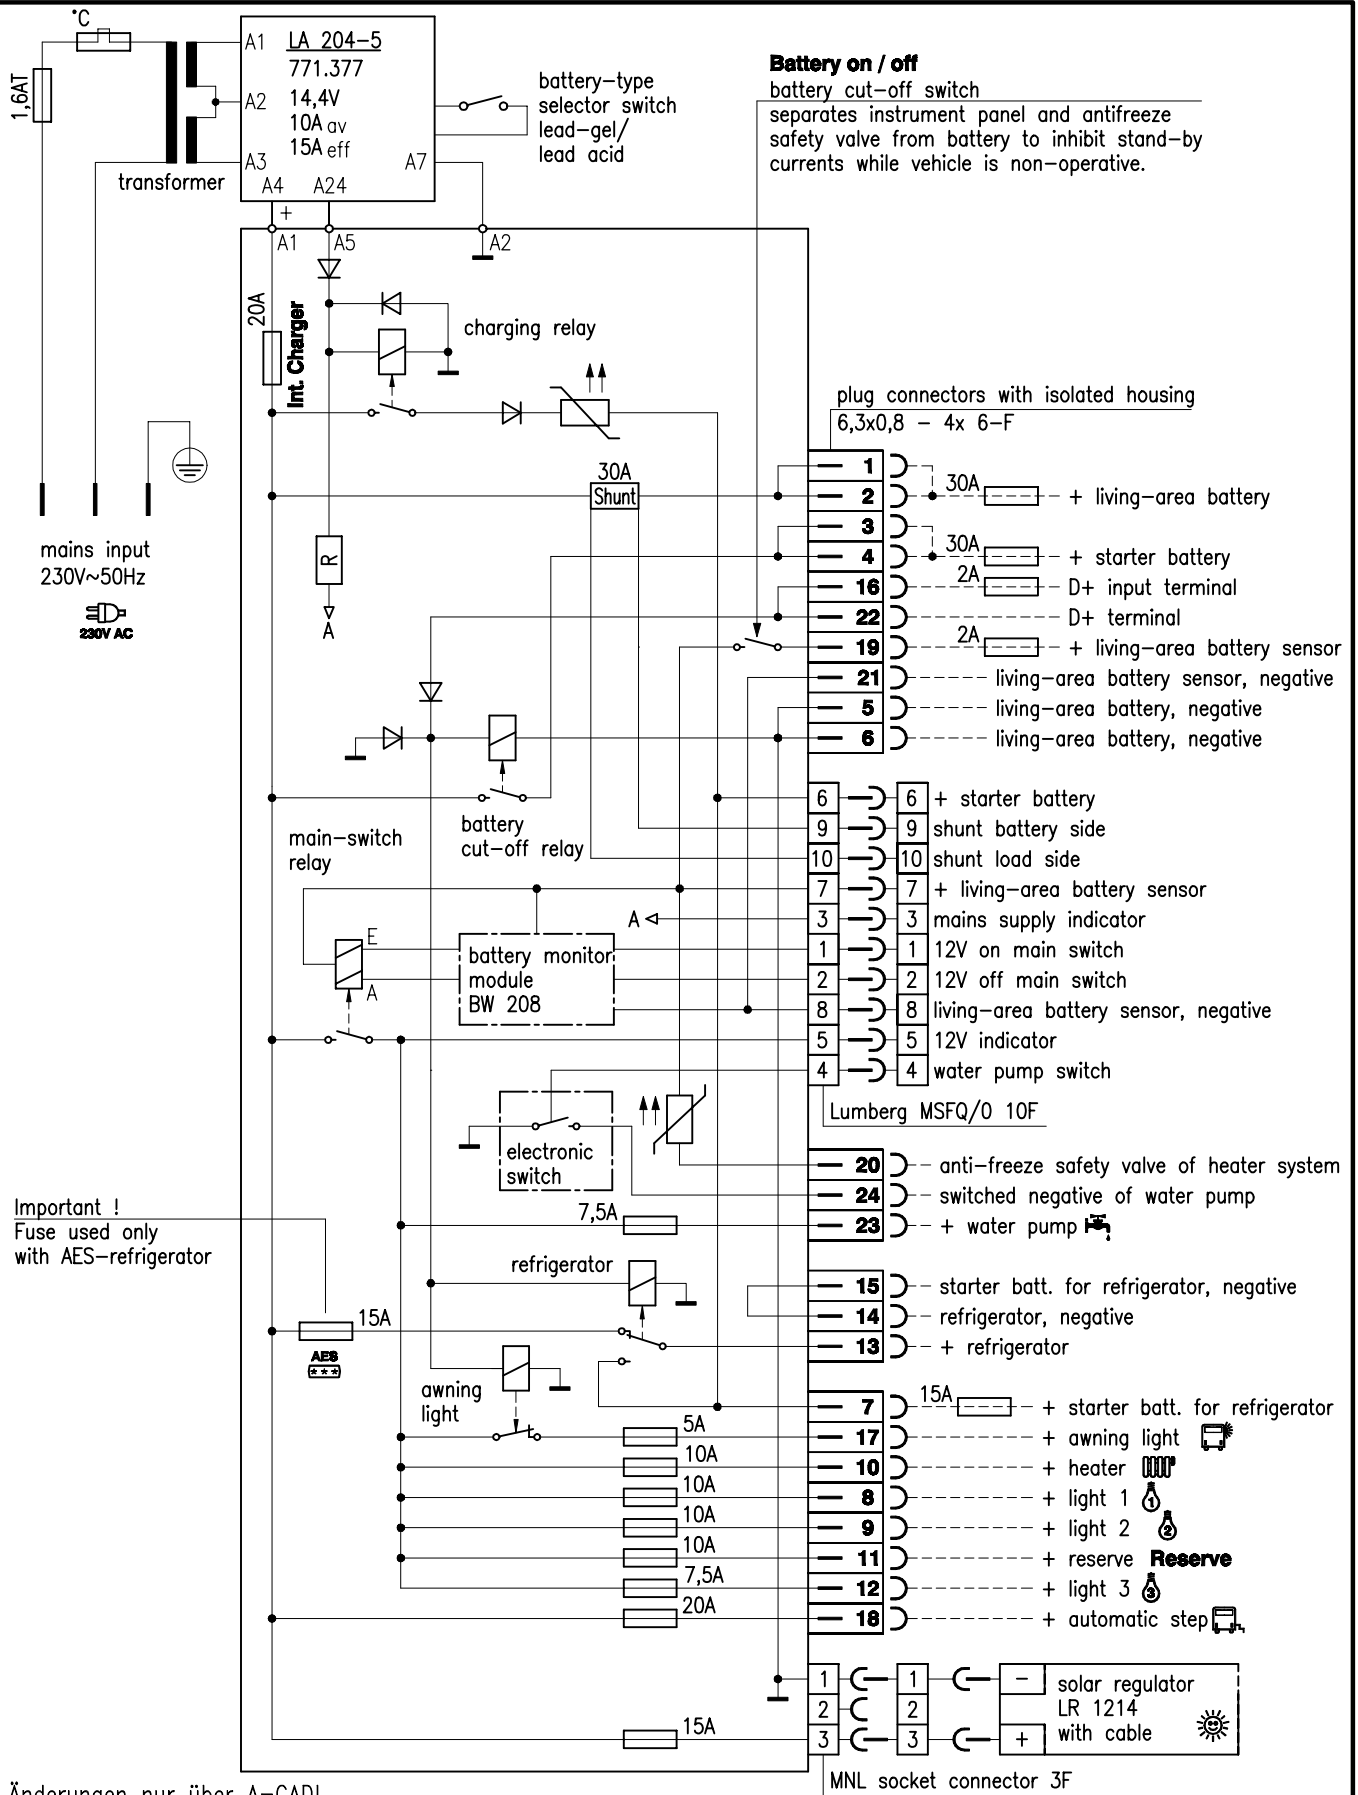 °C
1,6AT
A1
LA 204-5
771.377
A2
14,4V
10A av
15A eff
A3
A7
A4
A24
transformer
battery-type
selector switch
lead-gel/
lead acid
Battery on / off
battery cut-off switch
separates instrument panel and antifreeze
safety valve from battery to inhibit stand-by
currents while vehicle is non-operative.
+
A1
A5
A2
20A
Int. Charger
charging relay
plug connectors with isolated housing
6,3x0,8 - 4x 6-F
mains input
230V~50Hz
230V AC
30A
Shunt
R
A
1
2 30A + living-area battery
3
4 30A + starter battery
16 2A D+ input terminal
22 D+ terminal
19 2A + living-area battery sensor
21 living-area battery sensor, negative
5 living-area battery, negative
6 living-area battery, negative
battery
cut-off relay
main-switch
relay
6 6 + starter battery
9 9 shunt battery side
10 10 shunt load side
7 7 + living-area battery sensor
A 3 3 mains supply indicator
1 1 12V on main switch
2 2 12V off main switch
8 8 living-area battery sensor, negative
5 5 12V indicator
4 4 water pump switch
E
A
battery monitor
module
BW 208
Lumberg MSFQ/0 10F
electronic
switch
20 anti-freeze safety valve of heater system
24 switched negative of water pump
7,5A 23 + water pump
Important !
Fuse used only
with AES-refrigerator
refrigerator
15A
AES
***
15 starter batt. for refrigerator, negative
14 refrigerator, negative
13 + refrigerator
awning
light
7 15A + starter batt. for refrigerator
5A 17 + awning light
10A 10 + heater
10A 8 + light 1 1
10A 9 + light 2 2
10A 11 + reserve Reserve
7,5A 12 + light 3 3
20A 18 + automatic step
1 1 -
2 2
15A 3 3 +
solar regulator
LR 1214
with cable
MNL socket connector 3F
Änderungen nur über A-CAD!